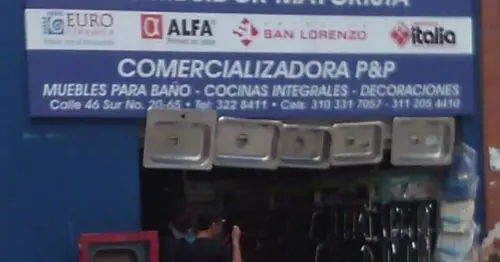 EURO
CERAMICA
ALFA
SAN LORENZO
italia
COMERCIALIZADORA P&P
MUEBLES PARA BAÑO - COCINAS INTEGRALES - DECORACIONES
Calle 46 Sur No. 20-65 • Tel: 322 8411 • Cels: 310 331 7057 - 311 205 4410